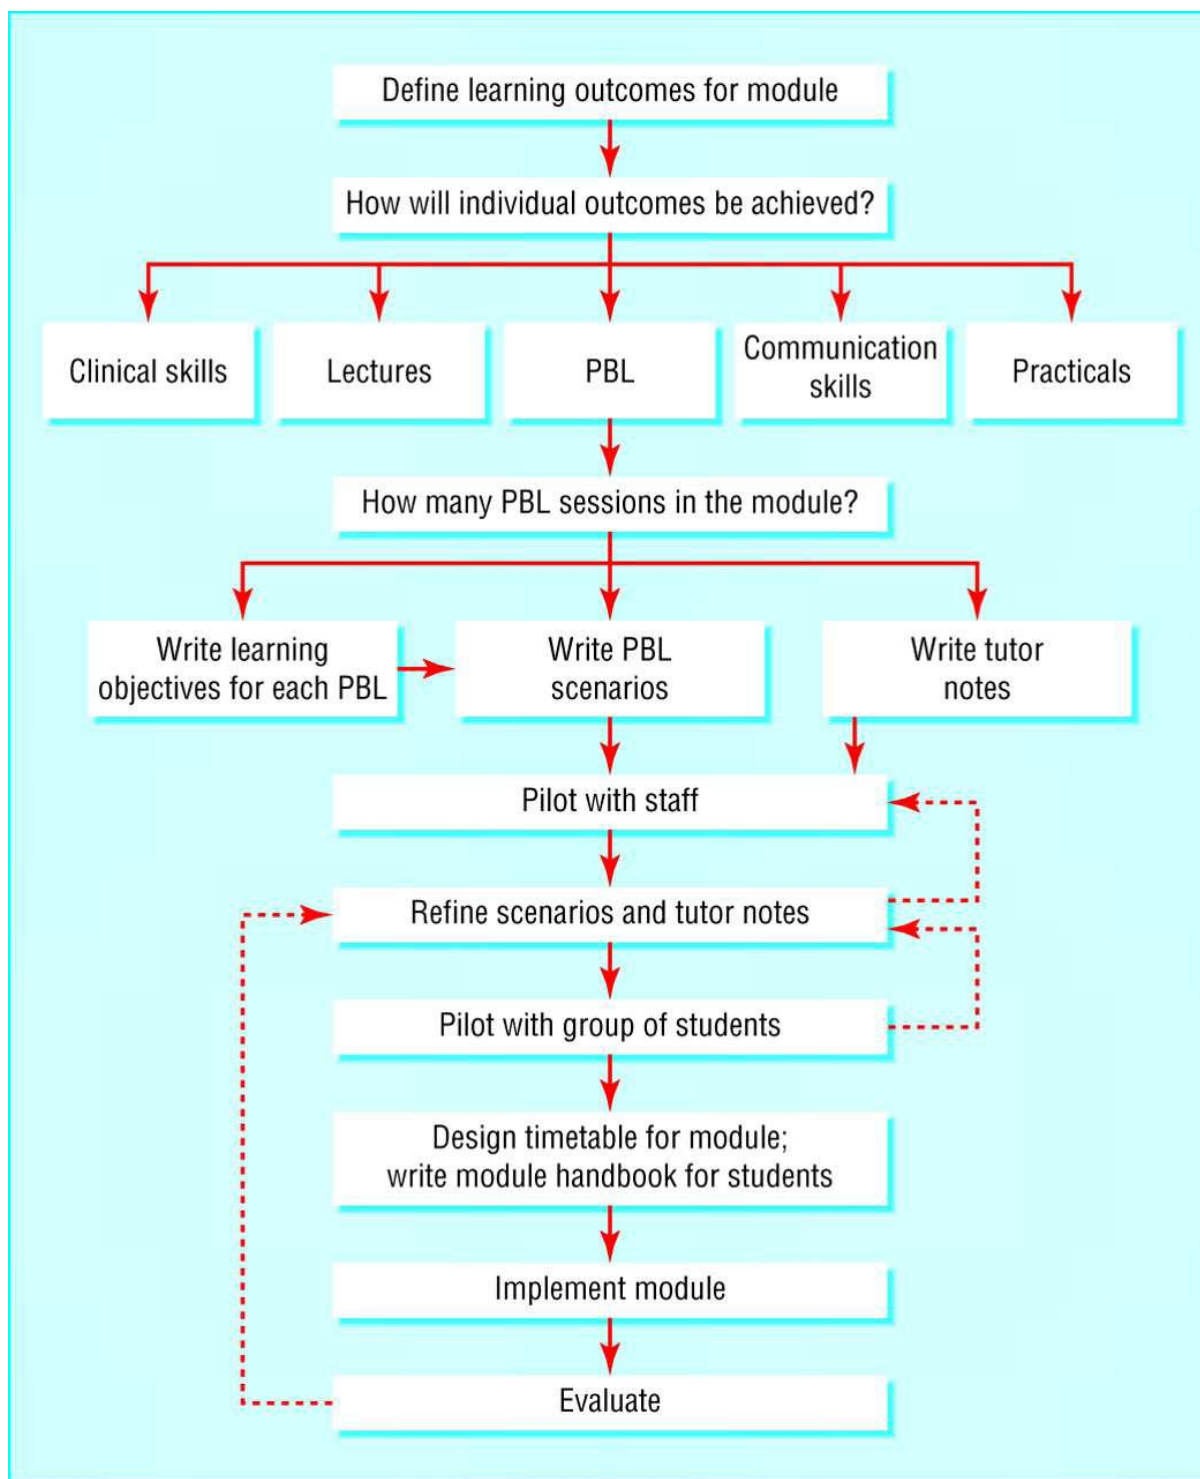 Define learning outcomes for module
How will individual outcomes be achieved?
Clinical skills
Lectures
PBL
Communication
skills
Practicals
How many PBL sessions in the module?
Write learning
objectives for each PBL
Write PBL
scenarios
Write tutor
notes
Pilot with staff
Refine scenarios and tutor notes
Pilot with group of students
Design timetable for module;
write module handbook for students
Implement module
Evaluate